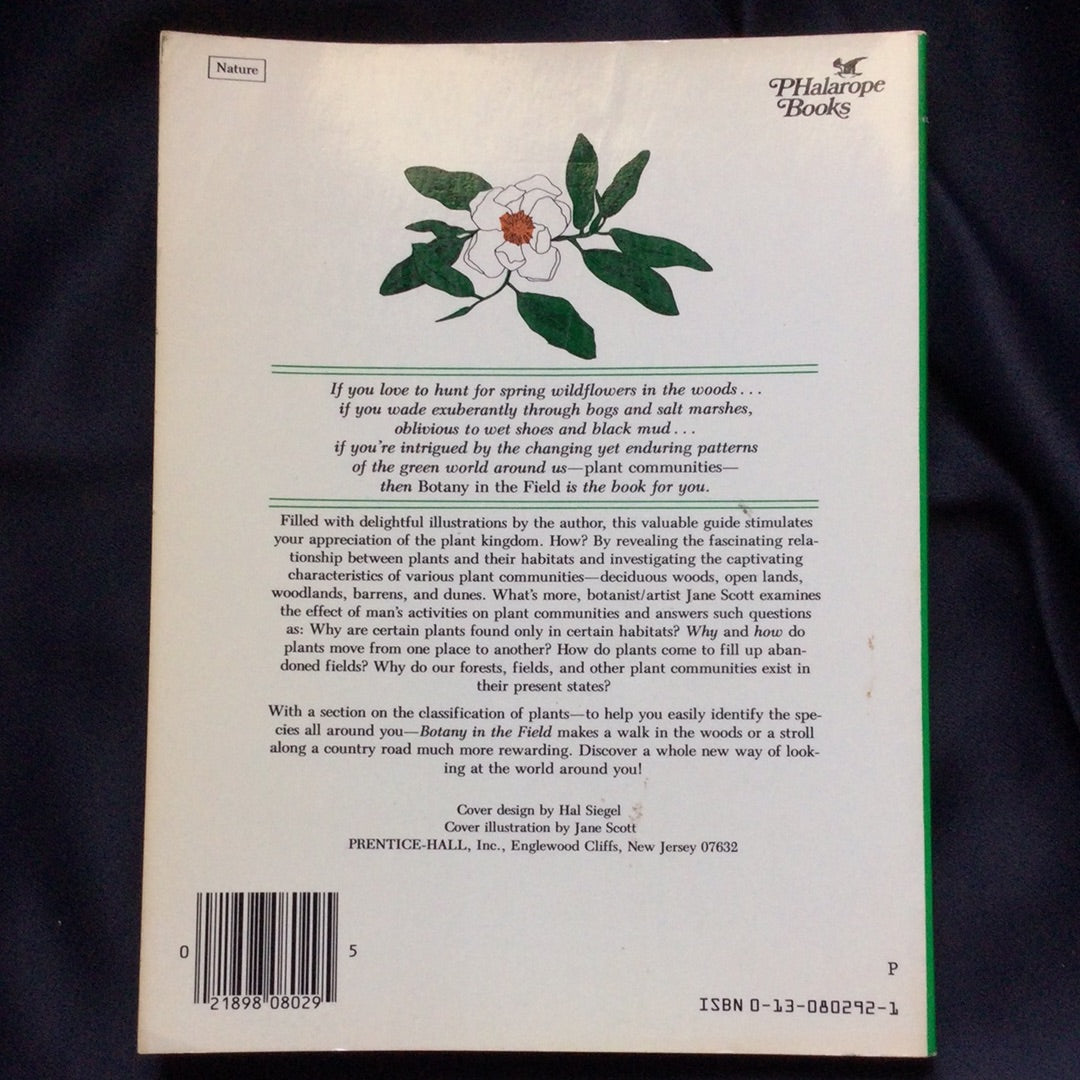 Nature
PHalarope
Books
If you love to hunt for spring wildflowers in the woods...
if you wade exuberantly through bogs and salt marshes,
oblivious to wet shoes and black mud...
if you're intrigued by the changing yet enduring patterns
of the green world around us—plant communities—
then Botany in the Field is the book for you.
Filled with delightful illustrations by the author, this valuable guide stimulates
your appreciation of the plant kingdom. How? By revealing the fascinating rela-
tionship between plants and their habitats and investigating the captivating
characteristics of various plant communities—deciduous woods, open lands,
woodlands, barrens, and dunes. What's more, botanist/artist Jane Scott examines
the effect of man's activities on plant communities and answers such questions
as: Why are certain plants found only in certain habitats? Why and how do
plants move from one place to another? How do plants come to fill up aban-
doned fields? Why do our forests, fields, and other plant communities exist in
their present states?
With a section on the classification of plants—to help you easily identify the spe-
cies all around you—Botany in the Field makes a walk in the woods or a stroll
along a country road much more rewarding. Discover a whole new way of look-
ing at the world around you!
Cover design by Hal Siegel
Cover illustration by Jane Scott
PRENTICE-HALL, Inc., Englewood Cliffs, New Jersey 07632
0 21898 08029 5
P
ISBN 0-13-080292-1